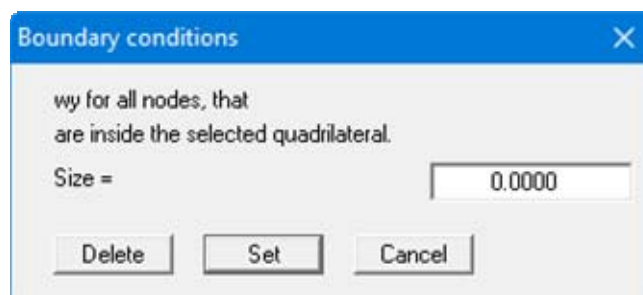 Boundary conditions
wy for all nodes, that
are inside the selected quadrilateral.
Size = 0.0000
Delete Set Cancel